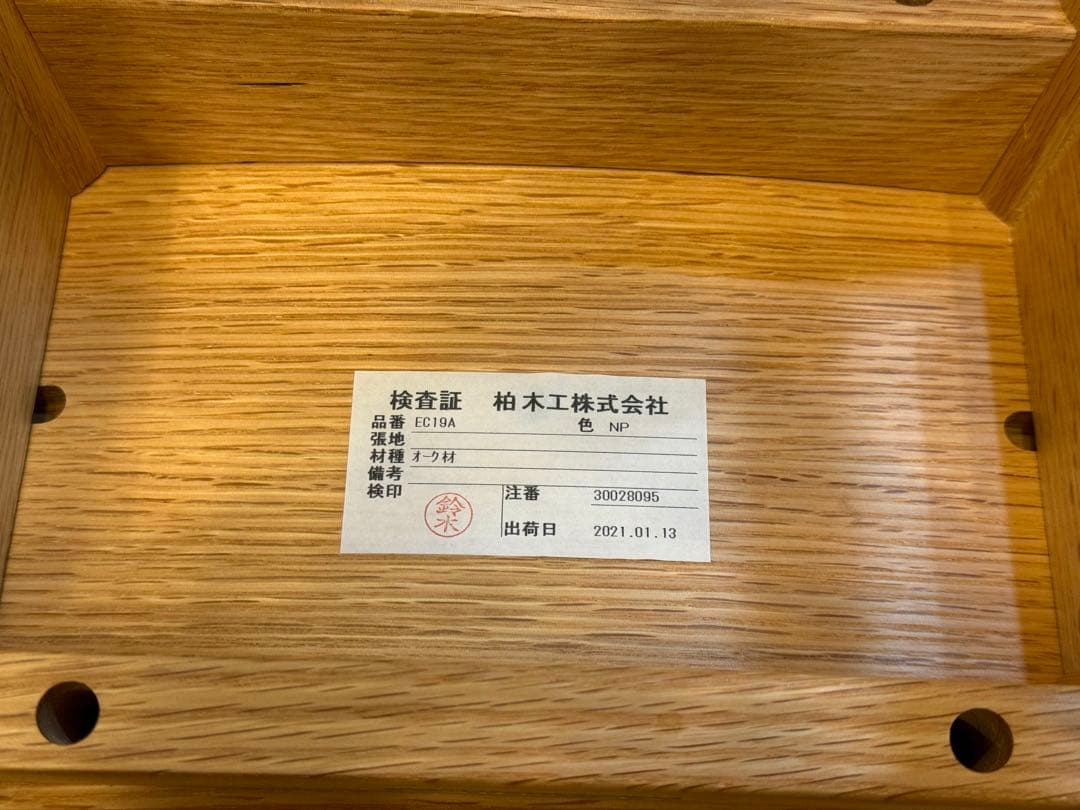 検査証 柏木工株式会社
品番 EC19A 色 NP
張地
材種 オーク材
備考
検印 鈴木
注番 30028095
出荷日 2021.01.13